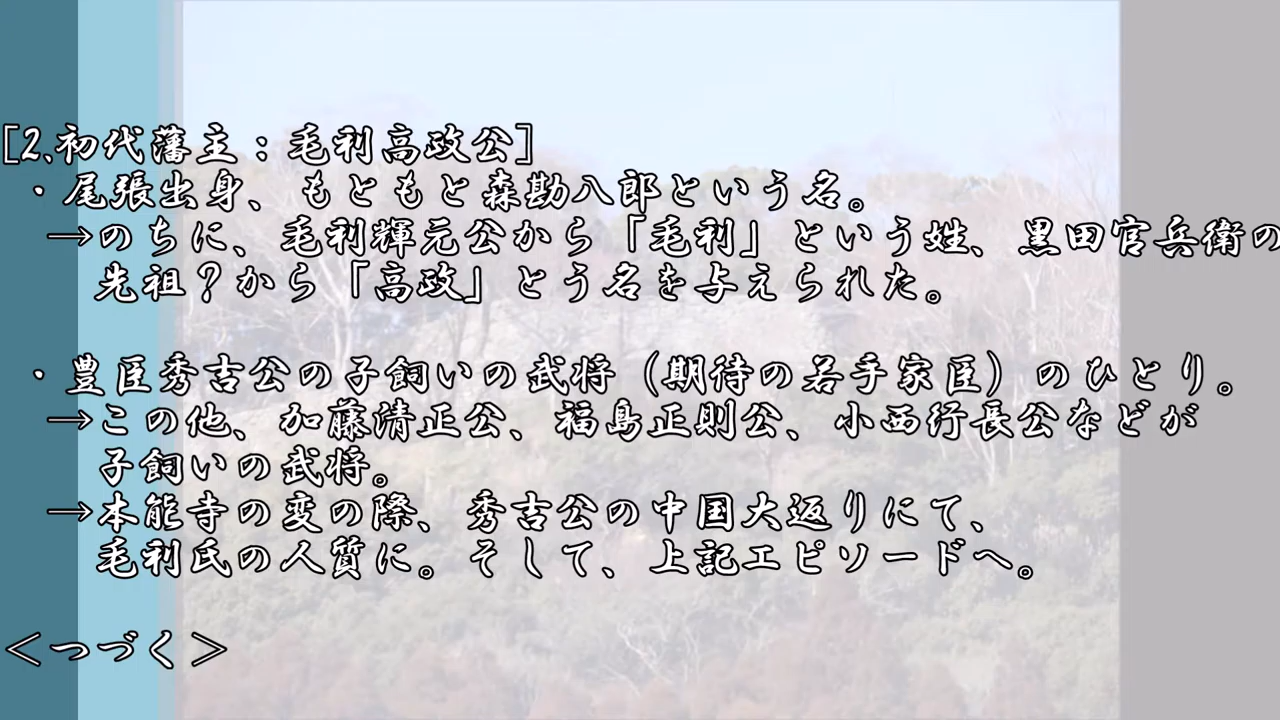 [2.初代藩主：毛利高政公]
・尾張出身、もともと森勘八郎という名。
→のちに、毛利輝元公から「毛利」という姓、黒田官兵衛の
先祖？から「高政」とう名を与えられた。
・豊臣秀吉公の子飼いの武将（期待の若手家臣）のひとり。
→この他、加藤清正公、福島正則公、小西行長公などが
子飼いの武将。
→本能寺の変の際、秀吉公の中国大返りにて、
毛利氏の人質に。そして、上記エピソードへ。
＜つづく＞